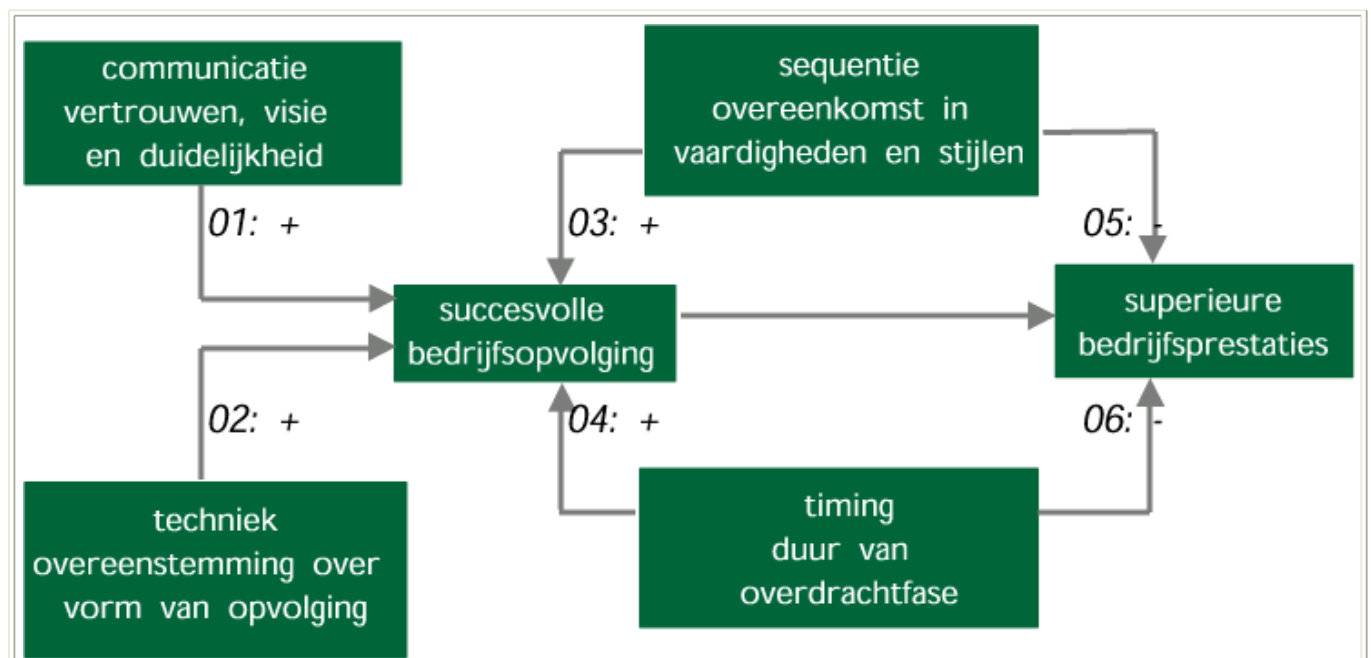 communicatie
vertrouwen, visie
en duidelijkheid
sequentie
overeenkomst in
vaardigheden en stijlen
01: +
03: +
05: -
succesvolle
bedrijfsopvolging
superieure
bedrijfsprestaties
02: +
04: +
06: -
techniek
overeenstemming over
vorm van opvolging
timing
duur van
overdrachtfase